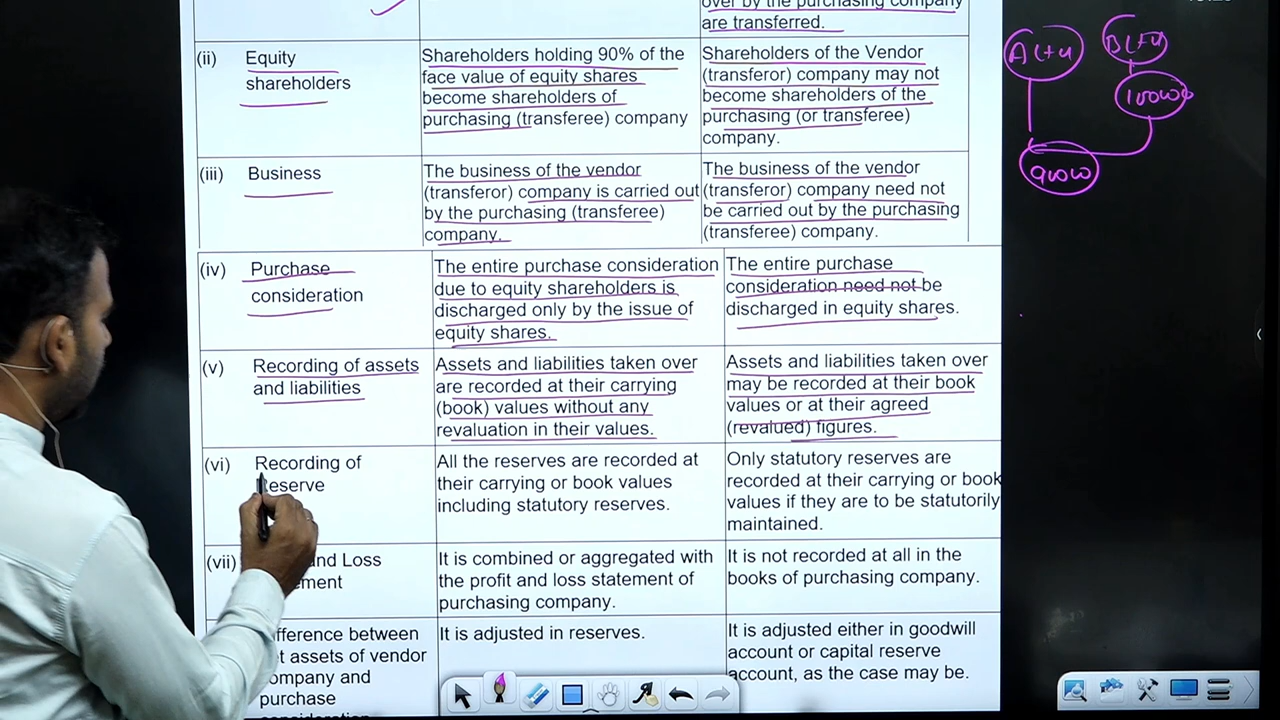 over by the purchasing company
are transferred.
(ii) Equity shareholders
Shareholders holding 90% of the
face value of equity shares
become shareholders of
purchasing (transferee) company
Shareholders of the Vendor
(transferor) company may not
become shareholders of the
purchasing (or transferee)
company.
(iii) Business
The business of the vendor
(transferor) company is carried out
by the purchasing (transferee)
company.
The business of the vendor
(transferor) company need not
be carried out by the purchasing
(transferee) company.
(iv) Purchase
consideration
The entire purchase consideration
due to equity shareholders is
discharged only by the issue of
equity shares.
The entire purchase
consideration need not be
discharged in equity shares.
(v) Recording of assets
and liabilities
Assets and liabilities taken over
are recorded at their carrying
(book) values without any
revaluation in their values.
Assets and liabilities taken over
may be recorded at their book
values or at their agreed
(revalued) figures.
(vi) Recording of
Reserve
All the reserves are recorded at
their carrying or book values
including statutory reserves.
Only statutory reserves are
recorded at their carrying or book
values if they are to be statutorily
maintained.
(vii) and Loss
It is combined or aggregated with
the profit and loss statement of
purchasing company.
It is not recorded at all in the
books of purchasing company.
ifference between
assets of vendor
ompany and
purchase
It is adjusted in reserves.
It is adjusted either in goodwill
account or capital reserve
account, as the case may be.